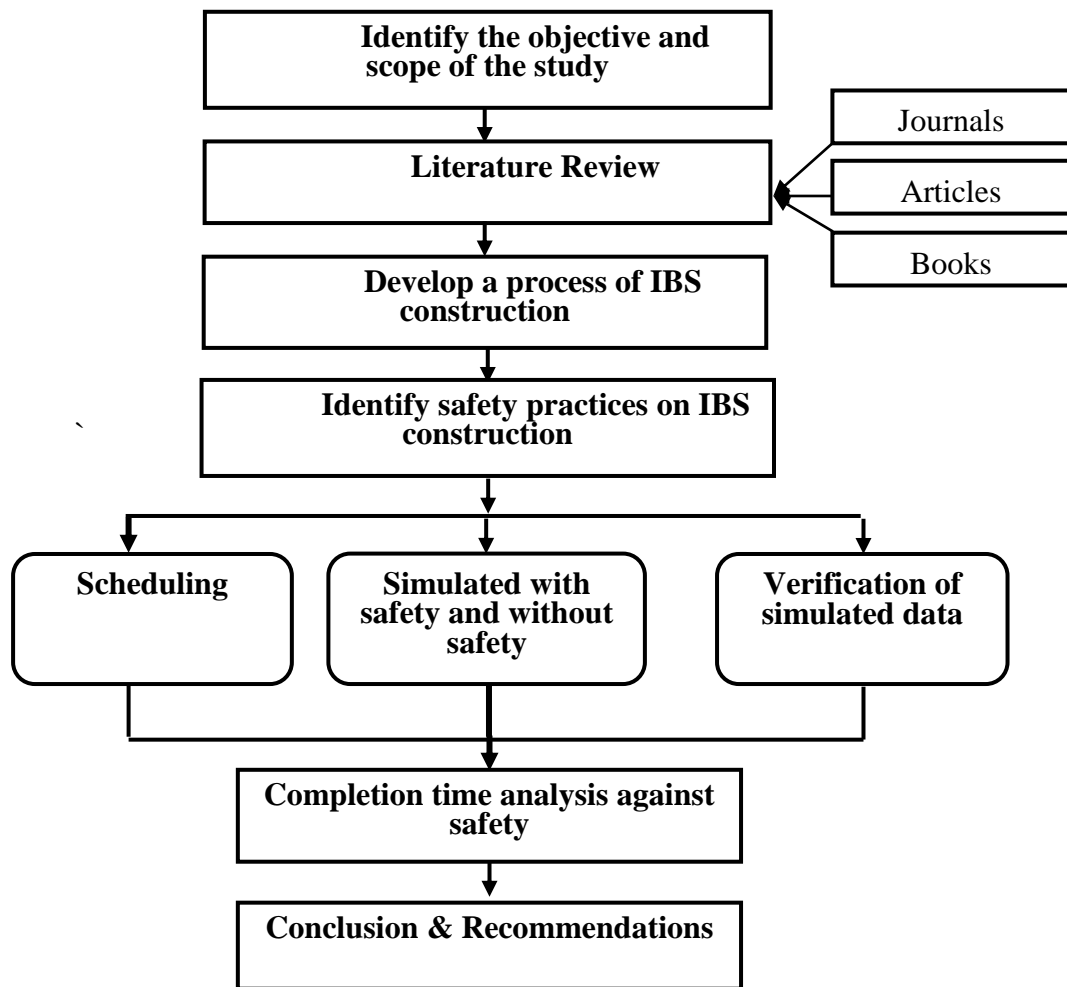 Identify the objective and
scope of the study
Journals
Literature Review
Articles
Books
Develop a process of IBS
construction
Identify safety practices on IBS
construction
`
Scheduling
Simulated with
safety and without
safety
Verification of
simulated data
Completion time analysis against
safety
Conclusion & Recommendations